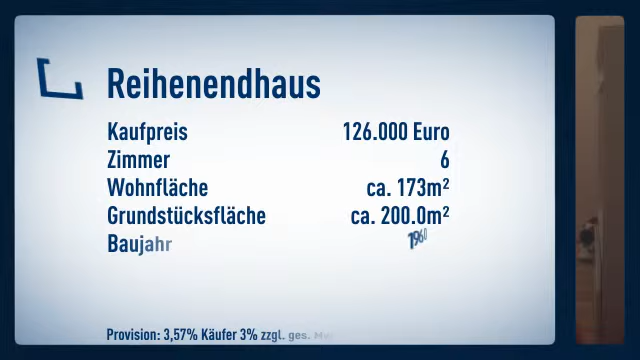 Reihenendhaus
Kaufpreis 126.000 Euro
Zimmer 6
Wohnfläche ca. 173m²
Grundstücksfläche ca. 200.0m²
Baujahr 1960
Provision: 3,57% Käufer 3% zzgl. ges.